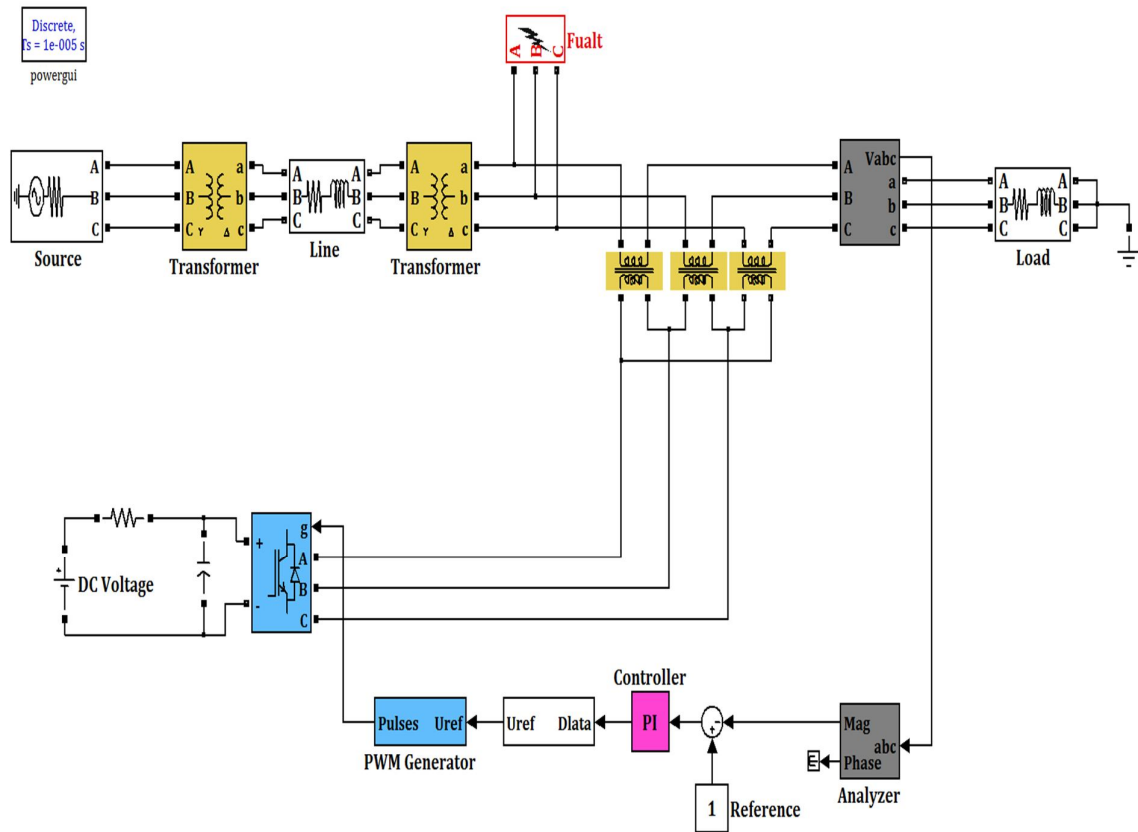 Discrete,
Ts = 1e-005 s
powergui
A B C
Fualt
A
B
C
Source
A
B
C
a
b
c
Y Δ
Transformer
A
B
C
A
B
C
Line
A
B
C
a
b
c
Y Δ
Transformer
A
B
C
Vabc
a
b
c
A
B
C
A
B
C
Load
+
DC Voltage
+
-
g
A
B
C
Pulses Uref
PWM Generator
Uref Dlata
Controller
PI
-
+
1
Reference
Mag
abc
Phase
Analyzer